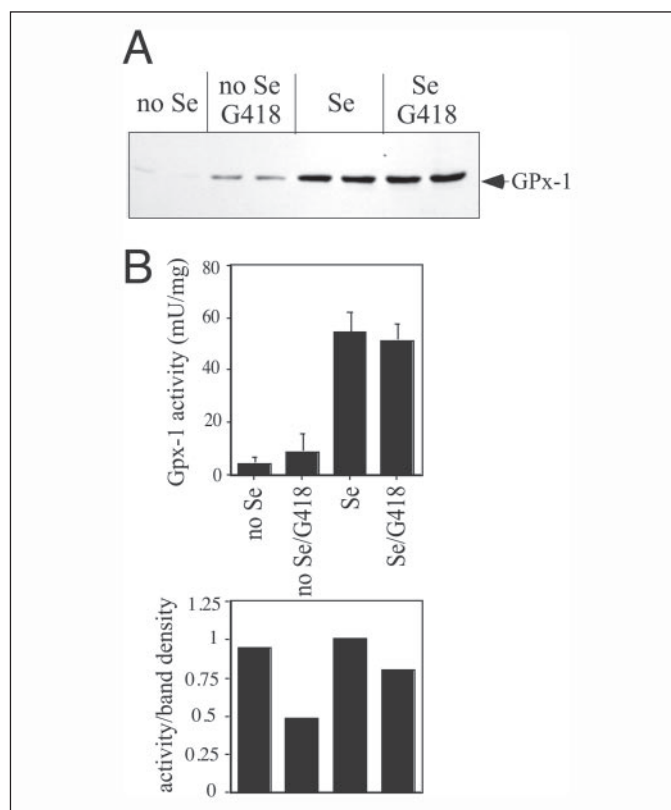 A
no Se
no Se
G418
Se
Se
G418
GPx-1
B
Gpx-1 activity (mU/mg)
80
60
40
20
0
no Se
no Se/G418
Se
Se/G418
activity/band density
1.25
1
0.75
0.5
0